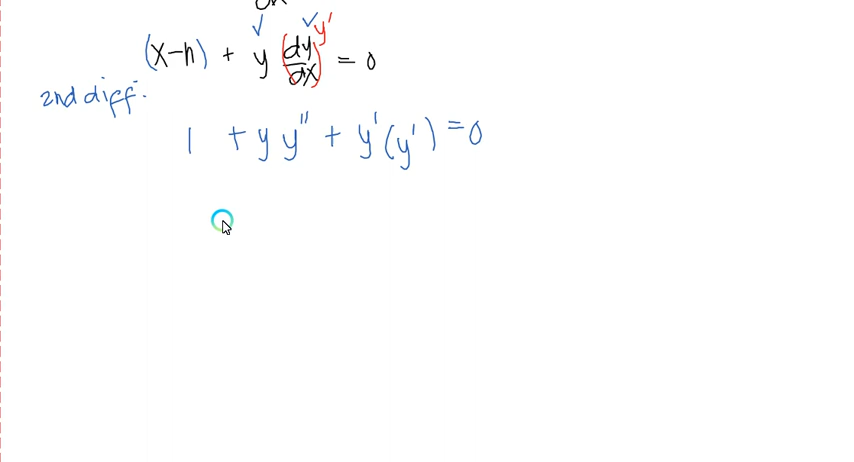 (x-h) + y (dy/dx) y' = 0
2nd diff.
1 + y y'' + y'(y') = 0